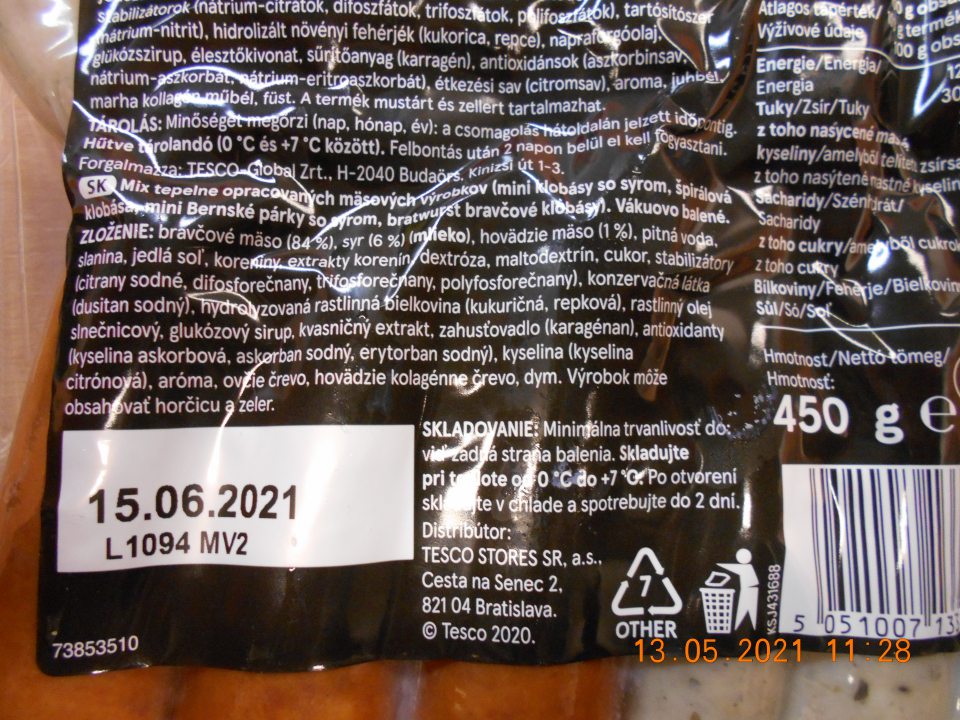 stabilizátorok (nátrium-citrátok, difoszfátok, trifoszfátok, polifoszfátok), tartósítószer
(nátrium-nitrit), hidrolizált növényi fehérjék (kukorica, repce), napraforgóolaj,
glükózszirup, élesztőkivonat, sűrítőanyag (karragén), antioxidánsok (aszkorbinsav,
nátrium-aszkorbát, nátrium-eritroaszkorbát), étkezési sav (citromsav), aroma, juhbél,
marha kollagén műbél, füst. A termék mustárt és zellert tartalmazhat.
TÁROLÁS: Minőségét megőrzi (nap, hónap, év): a csomagolás hátoldalán jelzett időpontig.
Hűtve tárolandó (0 °C és +7 °C között). Felbontás után 2 napon belül el kell fogyasztani.
Forgalmazza: TESCO-Global Zrt., H-2040 Budaörs, Kinizsi út 1-3.
SK Mix tepelne opracovaných mäsových výrobkov (mini klobásy so syrom, špirálová
klobása, mini Bernské párky so syrom, bratwurst bravčové klobásy). Vákuovo balené.
ZLOŽENIE: bravčové mäso (84 %), syr (6 %) (mlieko), hovädzie mäso (1 %), pitná voda,
slanina, jedlá soľ, koreniny, extrakty korenín, dextróza, maltodextrín, cukor, stabilizátory
(citrany sodné, difosforečnany, trifosforečnany, polyfosforečnany), konzervačná látka
(dusitan sodný), hydrolyzovaná rastlinná bielkovina (kukuričná, repková), rastlinný olej
slnečnicový, glukózový sirup, kvasničný extrakt, zahusťovadlo (karagénan), antioxidanty
(kyselina askorbová, askorban sodný, erytorban sodný), kyselina (kyselina
citrónová), aróma, ovčie črevo, hovädzie kolagénne črevo, dym. Výrobok môže
obsahovať horčicu a zeler.
15.06.2021
L1094 MV2
73853510
SKLADOVANIE: Minimálna trvanlivosť do:
viď zadná strana balenia. Skladujte
pri teplote od 0 °C do +7 °C. Po otvorení
skladujte v chlade a spotrebujte do 2 dní.
Distribútor:
TESCO STORES SR, a.s.,
Cesta na Senec 2,
821 04 Bratislava.
© Tesco 2020.
7
OTHER
KSJ431688
Átlagos tápérték/
Výživové údaje
Energie/Energia/
Energia
Tuky/Zsír/Tuky
z toho nasycené mas
kyseliny/amelyből telített zsírsa
z toho nasýtené mastné kyselin
Sacharidy/Szénhidrát/
Sacharidy
z toho cukry/amelyből cukrok
z toho cukry
Bílkoviny/Fehérje/Bielkovin
Sůl/Só/Soľ
Hmotnost/Nettó tömeg/
Hmotnosť:
450 g e
5 051007 13
13.05.2021 11:28